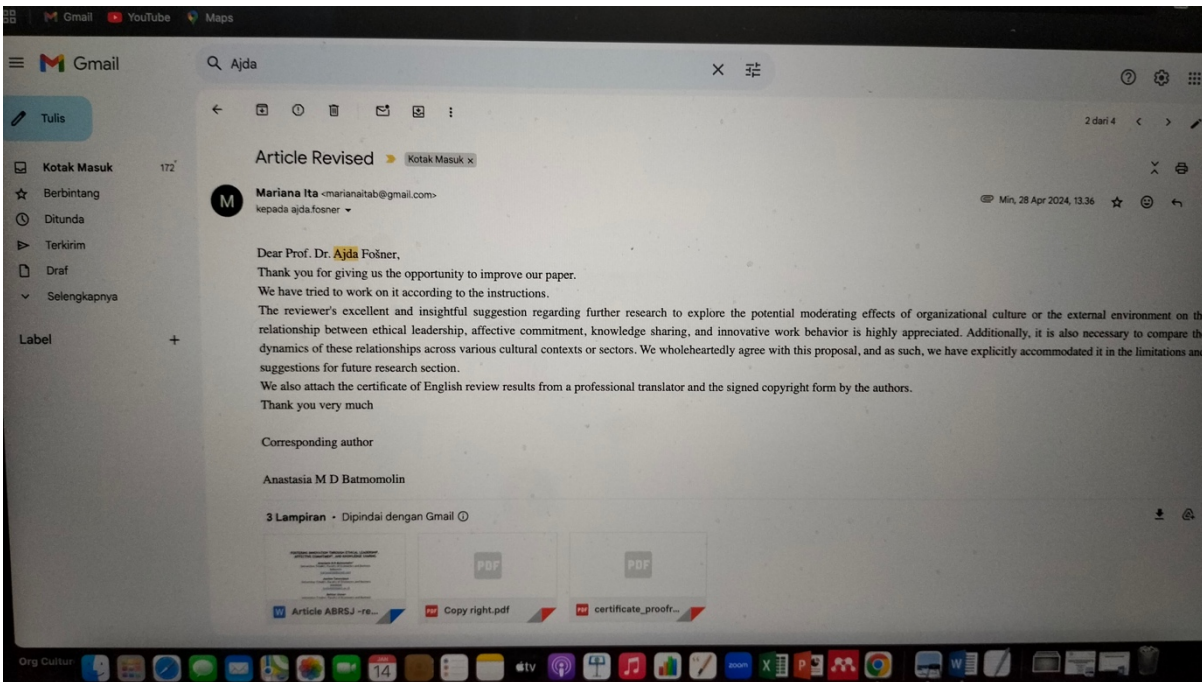 Gmail
YouTube
Maps
Gmail
Ajda
Tulis
2 dari 4
Kotak Masuk 172
Berbintang
Ditunda
Terkirim
Draf
Selengkapnya
Label
Article Revised Kotak Masuk x
M
Mariana Ita <marianaitab@gmail.com>
kepada ajda.fosner
Min, 28 Apr 2024, 13.36
Dear Prof. Dr. Ajda Fošner,
Thank you for giving us the opportunity to improve our paper.
We have tried to work on it according to the instructions.
The reviewer's excellent and insightful suggestion regarding further research to explore the potential moderating effects of organizational culture or the external environment on th
relationship between ethical leadership, affective commitment, knowledge sharing, and innovative work behavior is highly appreciated. Additionally, it is also necessary to compare th
dynamics of these relationships across various cultural contexts or sectors. We wholeheartedly agree with this proposal, and as such, we have explicitly accommodated it in the limitations and
suggestions for future research section.
We also attach the certificate of English review results from a professional translator and the signed copyright form by the authors.
Thank you very much
Corresponding author
Anastasia M D Batmomolin
3 Lampiran • Dipindai dengan Gmail
PDF
PDF
W Article ABRSJ -re...
PDF Copy right.pdf
PDF certificate_proofr...
Org Cultur
14
tv
zoom
X
P
W